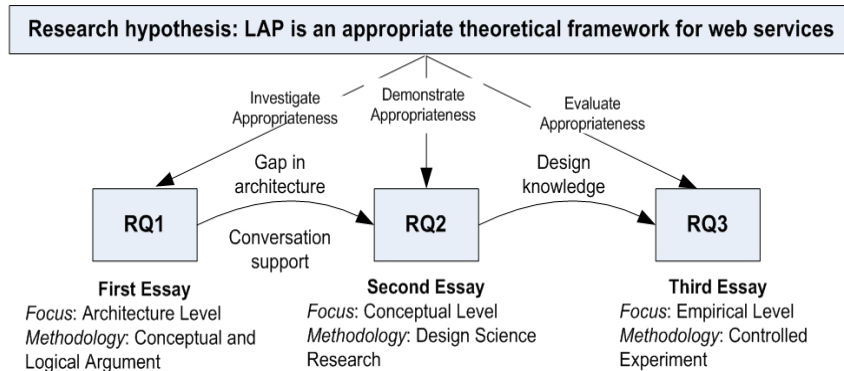 Research hypothesis: LAP is an appropriate theoretical framework for web services
Investigate
Appropriateness
Demonstrate
Appropriateness
Evaluate
Appropriateness
Gap in
architecture
Design
knowledge
RQ1
RQ2
RQ3
Conversation
support
First Essay
Focus: Architecture Level
Methodology: Conceptual and
Logical Argument
Second Essay
Focus: Conceptual Level
Methodology: Design Science
Research
Third Essay
Focus: Empirical Level
Methodology: Controlled
Experiment